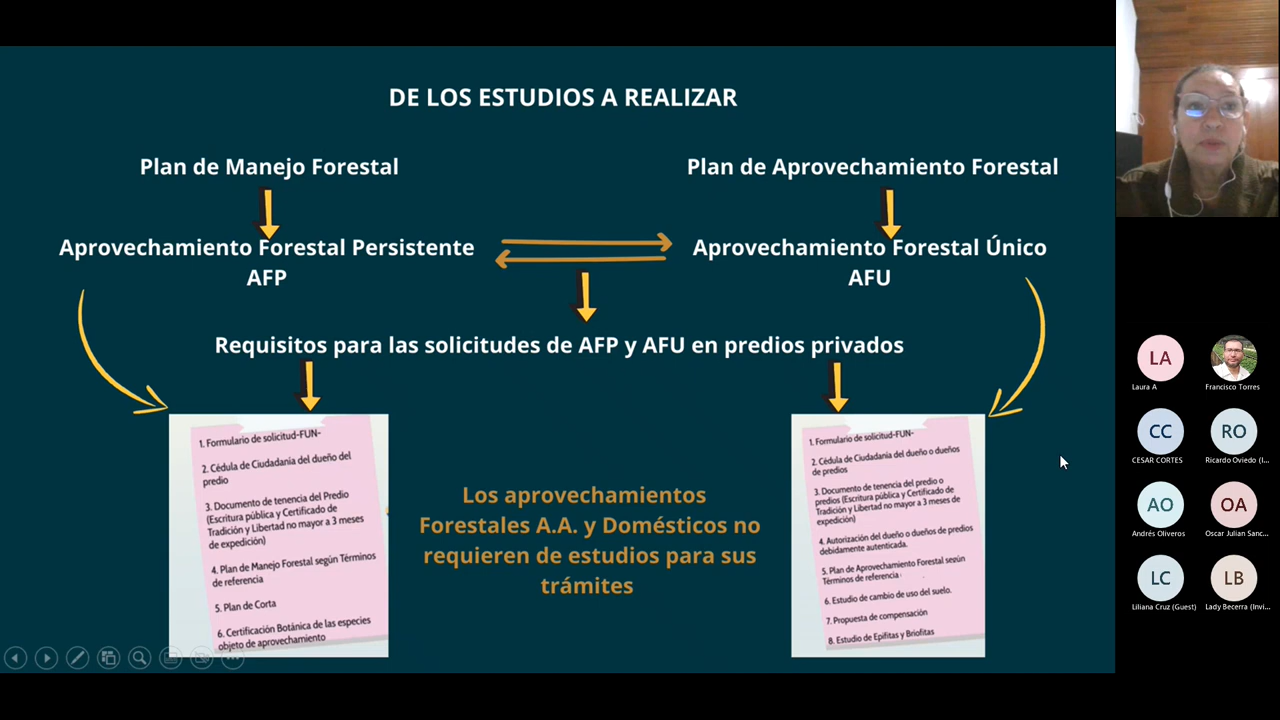 DE LOS ESTUDIOS A REALIZAR
Plan de Manejo Forestal
Plan de Aprovechamiento Forestal
Aprovechamiento Forestal Persistente
AFP
Aprovechamiento Forestal Único
AFU
Requisitos para las solicitudes de AFP y AFU en predios privados
1. Formulario de solicitud-FUN-
2. Cédula de Ciudadanía del dueño del
predio
3. Documento de tenencia del Predio
(Escritura pública y Certificado de
Tradición y Libertad no mayor a 3 meses
de expedición)
4. Plan de Manejo Forestal según Términos
de referencia
5. Plan de Corta
6. Certificación Botánica de las especies
objeto de aprovechamiento
Los aprovechamientos
Forestales A.A. y Domésticos no
requieren de estudios para sus
trámites
1. Formulario de solicitud-FUN-
2. Cédula de Ciudadanía del dueño o dueños
de predios
3. Documento de tenencia del predio o
predios (Escritura pública y Certificado de
Tradición y Libertad no mayor a 3 meses de
expedición)
4. Autorización del dueño o dueños de predios
debidamente autenticada.
5. Plan de Aprovechamiento Forestal según
Términos de referencia
6. Estudio de cambio de uso del suelo.
7. Propuesta de compensación
8. Estudio de Epífitas y Briofitas
LA
Laura A
Francisco Torres
CC
CESAR CORTES
RO
Ricardo Oviedo (I...
AO
Andrés Oliveros
OA
Oscar Julian Sanc...
LC
Liliana Cruz (Guest)
LB
Lady Becerra (Invi...